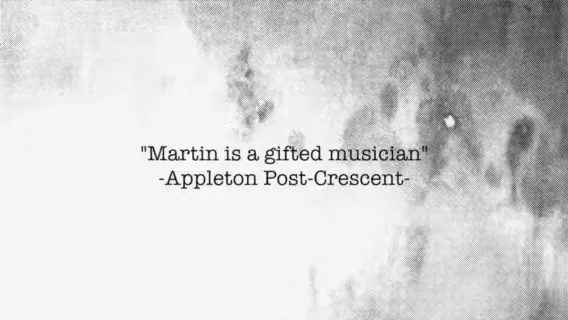 "Martin is a gifted musician"
-Appleton Post-Crescent-